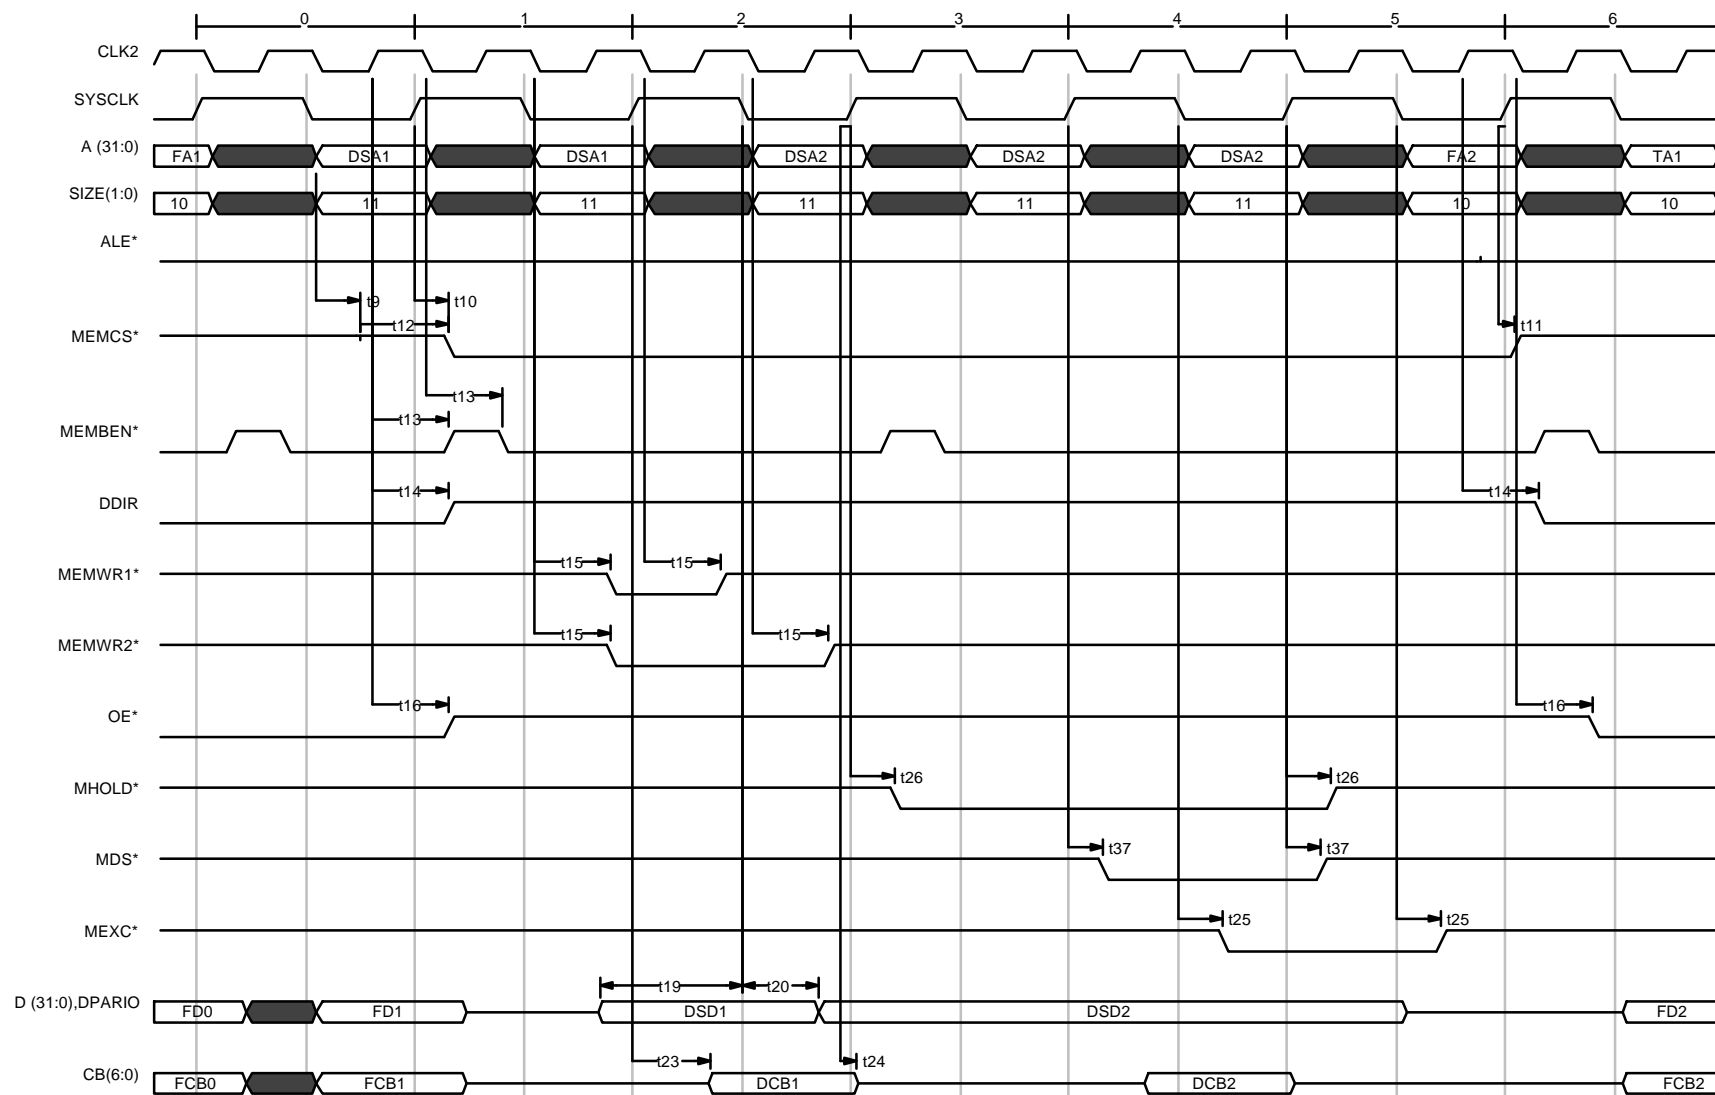 0 1 2 3 4 5 6
CLK2
SYSCLK
A (31:0) FA1 DSA1 DSA1 DSA2 DSA2 DSA2 FA2 TA1
SIZE(1:0) 10 11 11 11 11 11 10 10
ALE*
t9 t10
t12 t11
MEMCS*
t13
t13
MEMBEN*
t14 t14
DDIR
t15 t15
MEMWR1*
t15 t15
MEMWR2*
t16 t16
OE*
t26 t26
MHOLD*
t37 t37
MDS*
t25 t25
MEXC*
t19 t20
D (31:0),DPARIO FD0 FD1 DSD1 DSD2 FD2
t23 t24
CB(6:0) FCB0 FCB1 DCB1 DCB2 FCB2